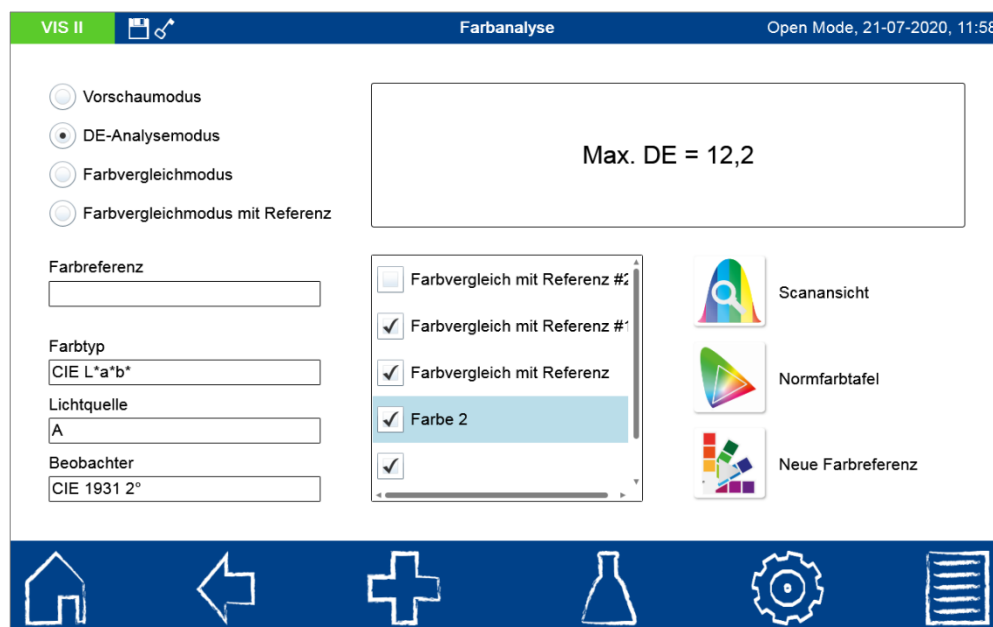 VIS II
Farbanalyse
Open Mode, 21-07-2020, 11:58
Vorschaumodus
DE-Analysemodus
Farbvergleichmodus
Farbvergleichmodus mit Referenz
Max. DE = 12,2
Farbreferenz
Farbtyp
CIE L*a*b*
Lichtquelle
A
Beobachter
CIE 1931 2°
Farbvergleich mit Referenz #2
Farbvergleich mit Referenz #1
Farbvergleich mit Referenz
Farbe 2
Scanansicht
Normfarbtafel
Neue Farbreferenz